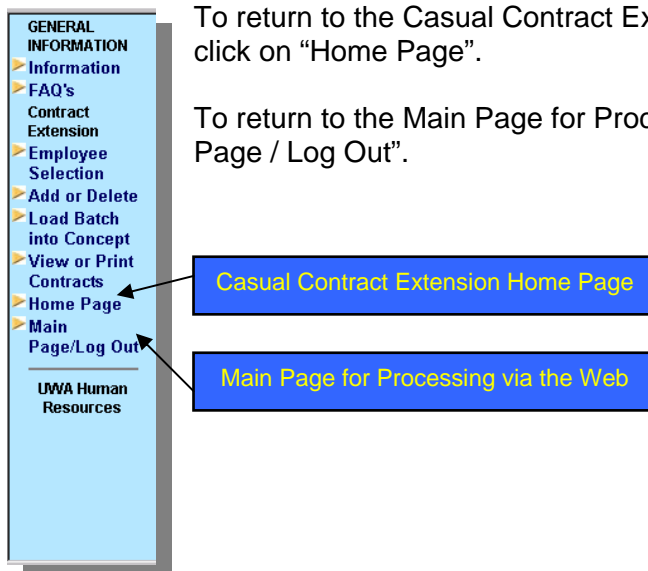 GENERAL
INFORMATION
Information
FAQ's
Contract
Extension
Employee
Selection
Add or Delete
Load Batch
into Concept
View or Print
Contracts
Home Page
Main
Page/Log Out
UWA Human
Resources
To return to the Casual Contract
click on “Home Page”.
To return to the Main Page for
Page / Log Out”.
Casual Contract Extension Home Page
Main Page for Processing via the Web